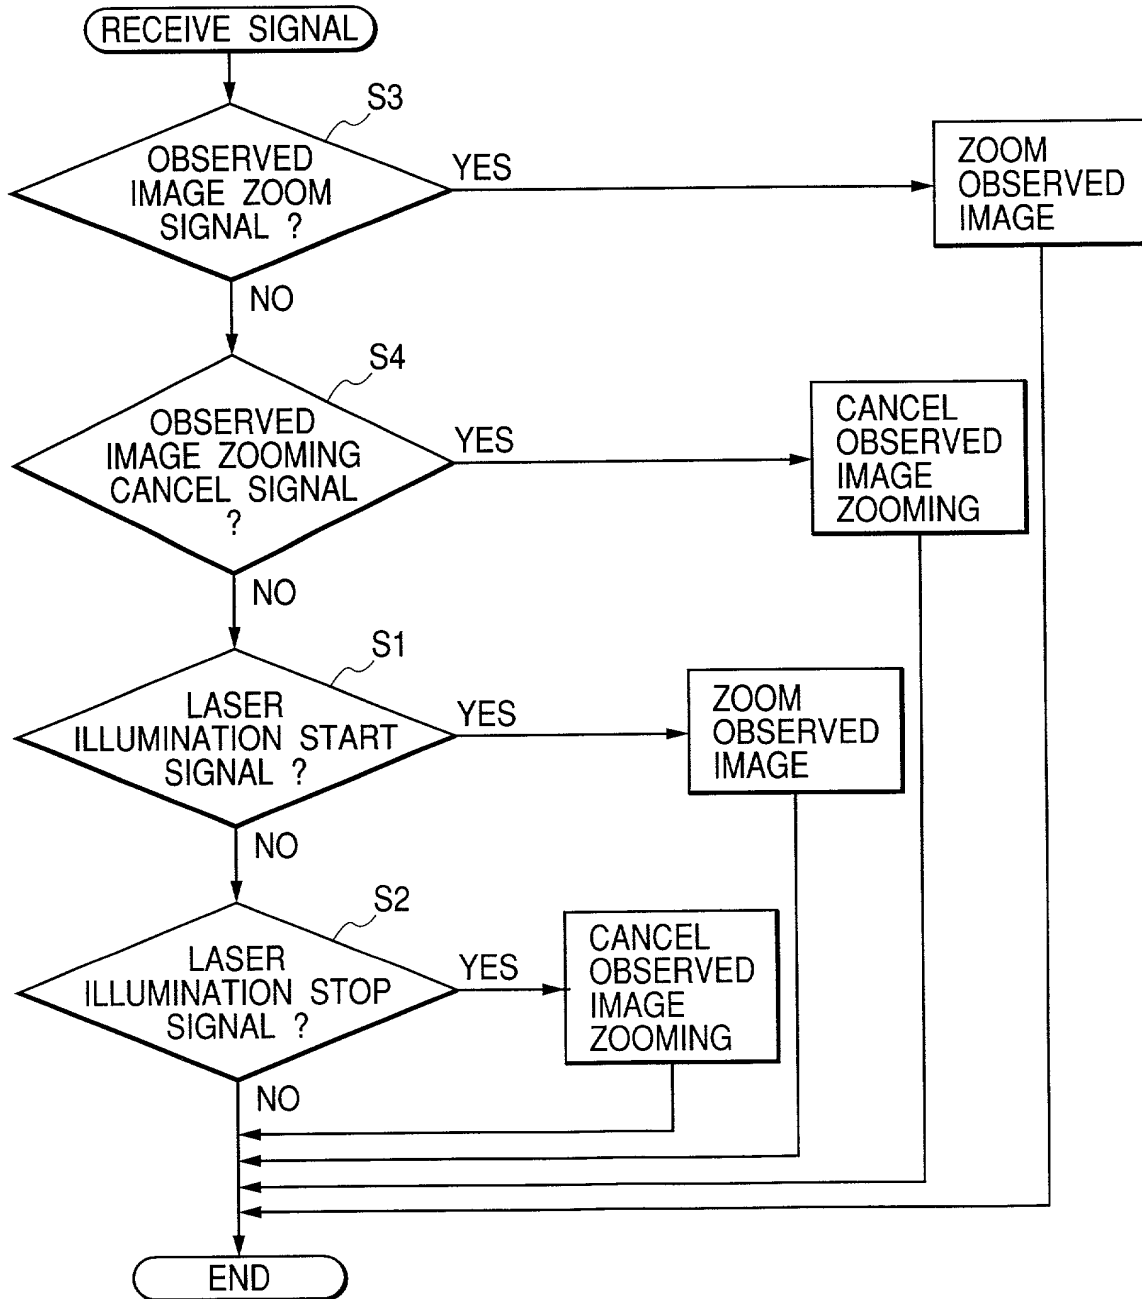 RECEIVE SIGNAL
S3
OBSERVED
IMAGE ZOOM
SIGNAL ?
YES
ZOOM
OBSERVED
IMAGE
NO
S4
OBSERVED
IMAGE ZOOMING
CANCEL SIGNAL
?
YES
CANCEL
OBSERVED
IMAGE
ZOOMING
NO
S1
LASER
ILLUMINATION START
SIGNAL ?
YES
ZOOM
OBSERVED
IMAGE
NO
S2
LASER
ILLUMINATION STOP
SIGNAL ?
YES
CANCEL
OBSERVED
IMAGE
ZOOMING
NO
END